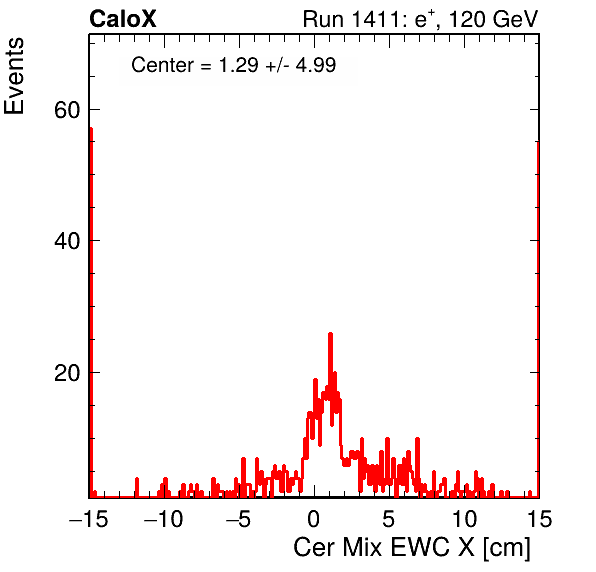 CaloX Run 1411: e⁺, 120 GeV
Events
Center = 1.29 +/- 4.99
60
40
20
−15 −10 −5 0 5 10 15
Cer Mix EWC X [cm]